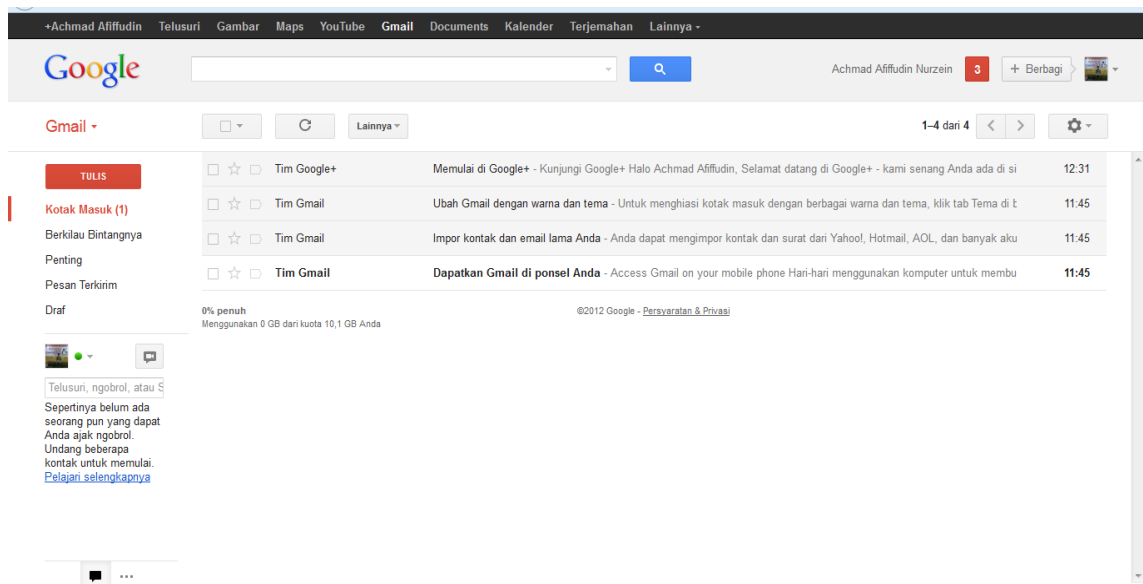 +Achmad Afiffudin Telusuri Gambar Maps YouTube Gmail Documents Kalender Terjemahan Lainnya
Google
Achmad Afiffudin Nurzein 3 + Berbagi
Gmail Lainnya 1–4 dari 4
TULIS
Kotak Masuk (1)
Berkilau Bintangnya
Penting
Pesan Terkirim
Draf
Tim Google+ Memulai di Google+ - Kunjungi Google+ Halo Achmad Afiffudin, Selamat datang di Google+ - kami senang Anda ada di si 12:31
Tim Gmail Ubah Gmail dengan warna dan tema - Untuk menghiasi kotak masuk dengan berbagai warna dan tema, klik tab Tema di 11:45
Tim Gmail Impor kontak dan email lama Anda - Anda dapat mengimpor kontak dan surat dari Yahoo!, Hotmail, AOL, dan banyak aku 11:45
Tim Gmail Dapatkan Gmail di ponsel Anda - Access Gmail on your mobile phone Hari-hari menggunakan komputer untuk membu 11:45
0% penuh
Menggunakan 0 GB dari kuota 10,1 GB Anda
©2012 Google - Persyaratan & Privasi
Telusuri, ngobrol, atau S
Sepertinya belum ada
seorang pun yang dapat
Anda ajak ngobrol.
Undang beberapa
kontak untuk memulai.
Pelajari selengkapnya